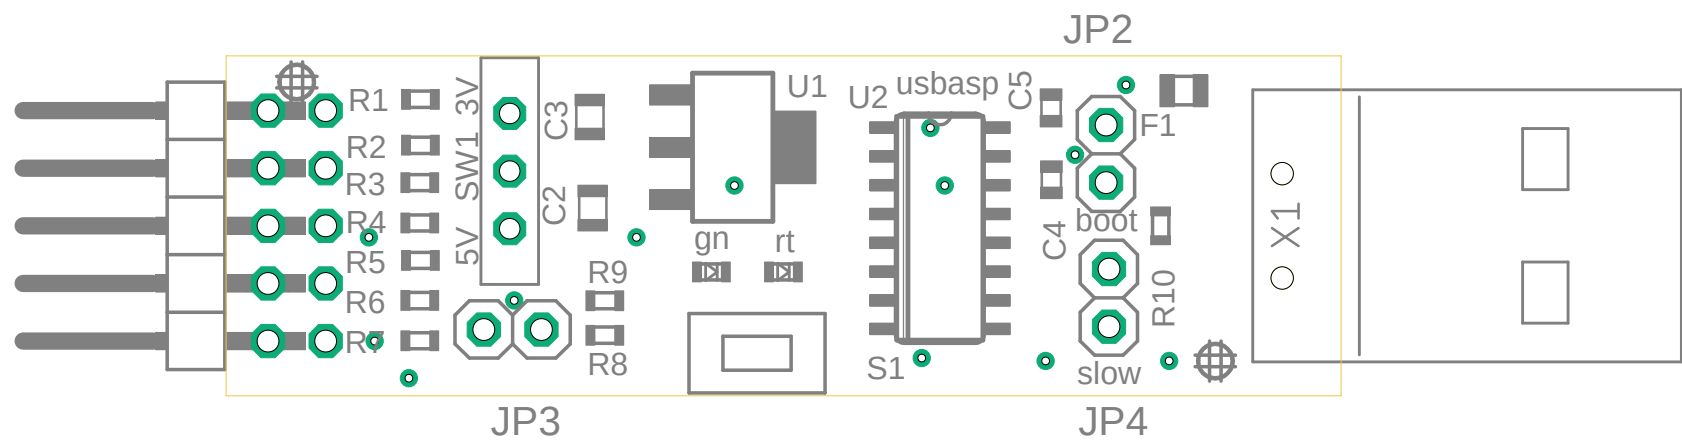 JP2
R1
3V
C3
U1
U2
usbasp
C5
F1
R2
SW1
R3
C2
R4
boot
C4
X1
5V
gn
rt
R5
R9
R6
R10
R7
R8
S1
slow
JP3
JP4